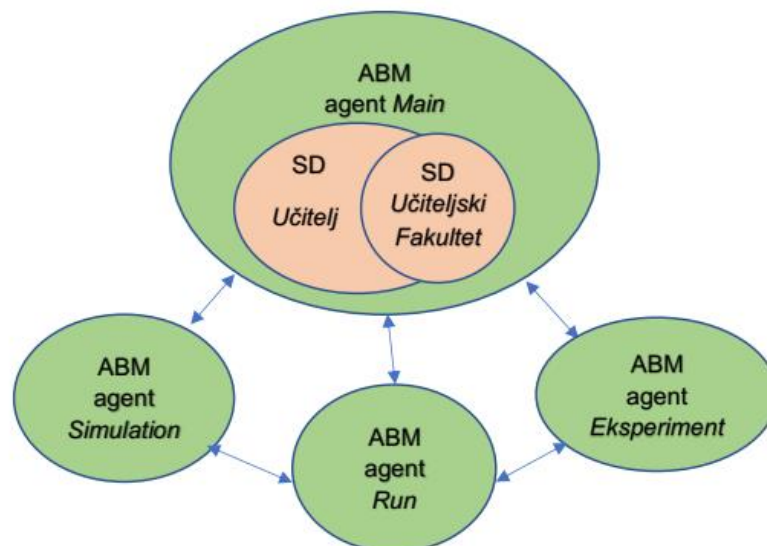 ABM
agent Main
SD
Učitelj
SD
Učiteljski
Fakultet
ABM
agent
Simulation
ABM
agent
Run
ABM
agent
Eksperiment